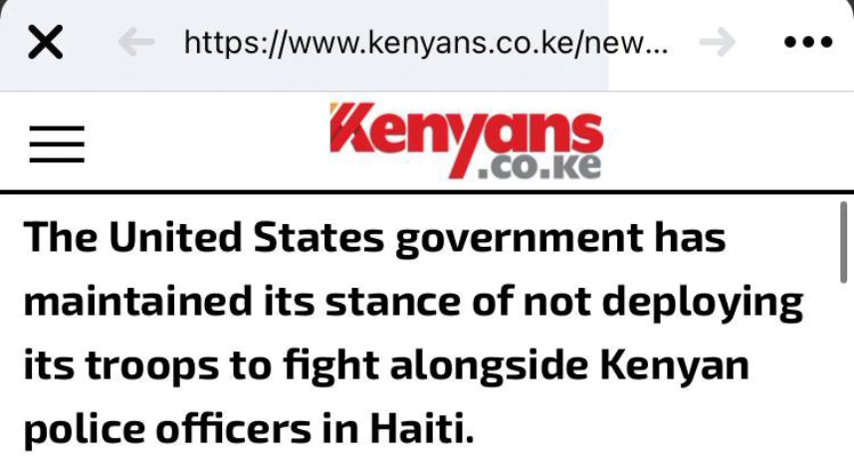 https://www.kenyans.co.ke/new...
Kenyans
.co.ke
The United States government has
maintained its stance of not deploying
its troops to fight alongside Kenyan
police officers in Haiti.